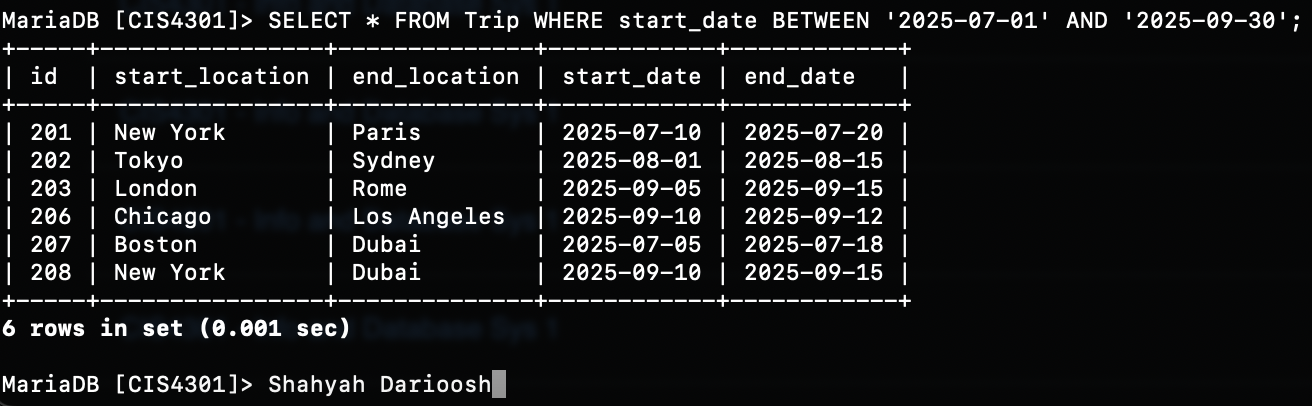 MariaDB [CIS4301]> SELECT * FROM Trip WHERE start_date BETWEEN '2025-07-01' AND '2025-09-30';
+-----+----------------+--------------+------------+------------+
| id  | start_location | end_location | start_date | end_date   |
+-----+----------------+--------------+------------+------------+
| 201 | New York       | Paris        | 2025-07-10 | 2025-07-20 |
| 202 | Tokyo          | Sydney       | 2025-08-01 | 2025-08-15 |
| 203 | London         | Rome         | 2025-09-05 | 2025-09-15 |
| 206 | Chicago        | Los Angeles  | 2025-09-10 | 2025-09-12 |
| 207 | Boston         | Dubai        | 2025-07-05 | 2025-07-18 |
| 208 | New York       | Dubai        | 2025-09-10 | 2025-09-15 |
+-----+----------------+--------------+------------+------------+
6 rows in set (0.001 sec)
MariaDB [CIS4301]> Shahyah Darioosh